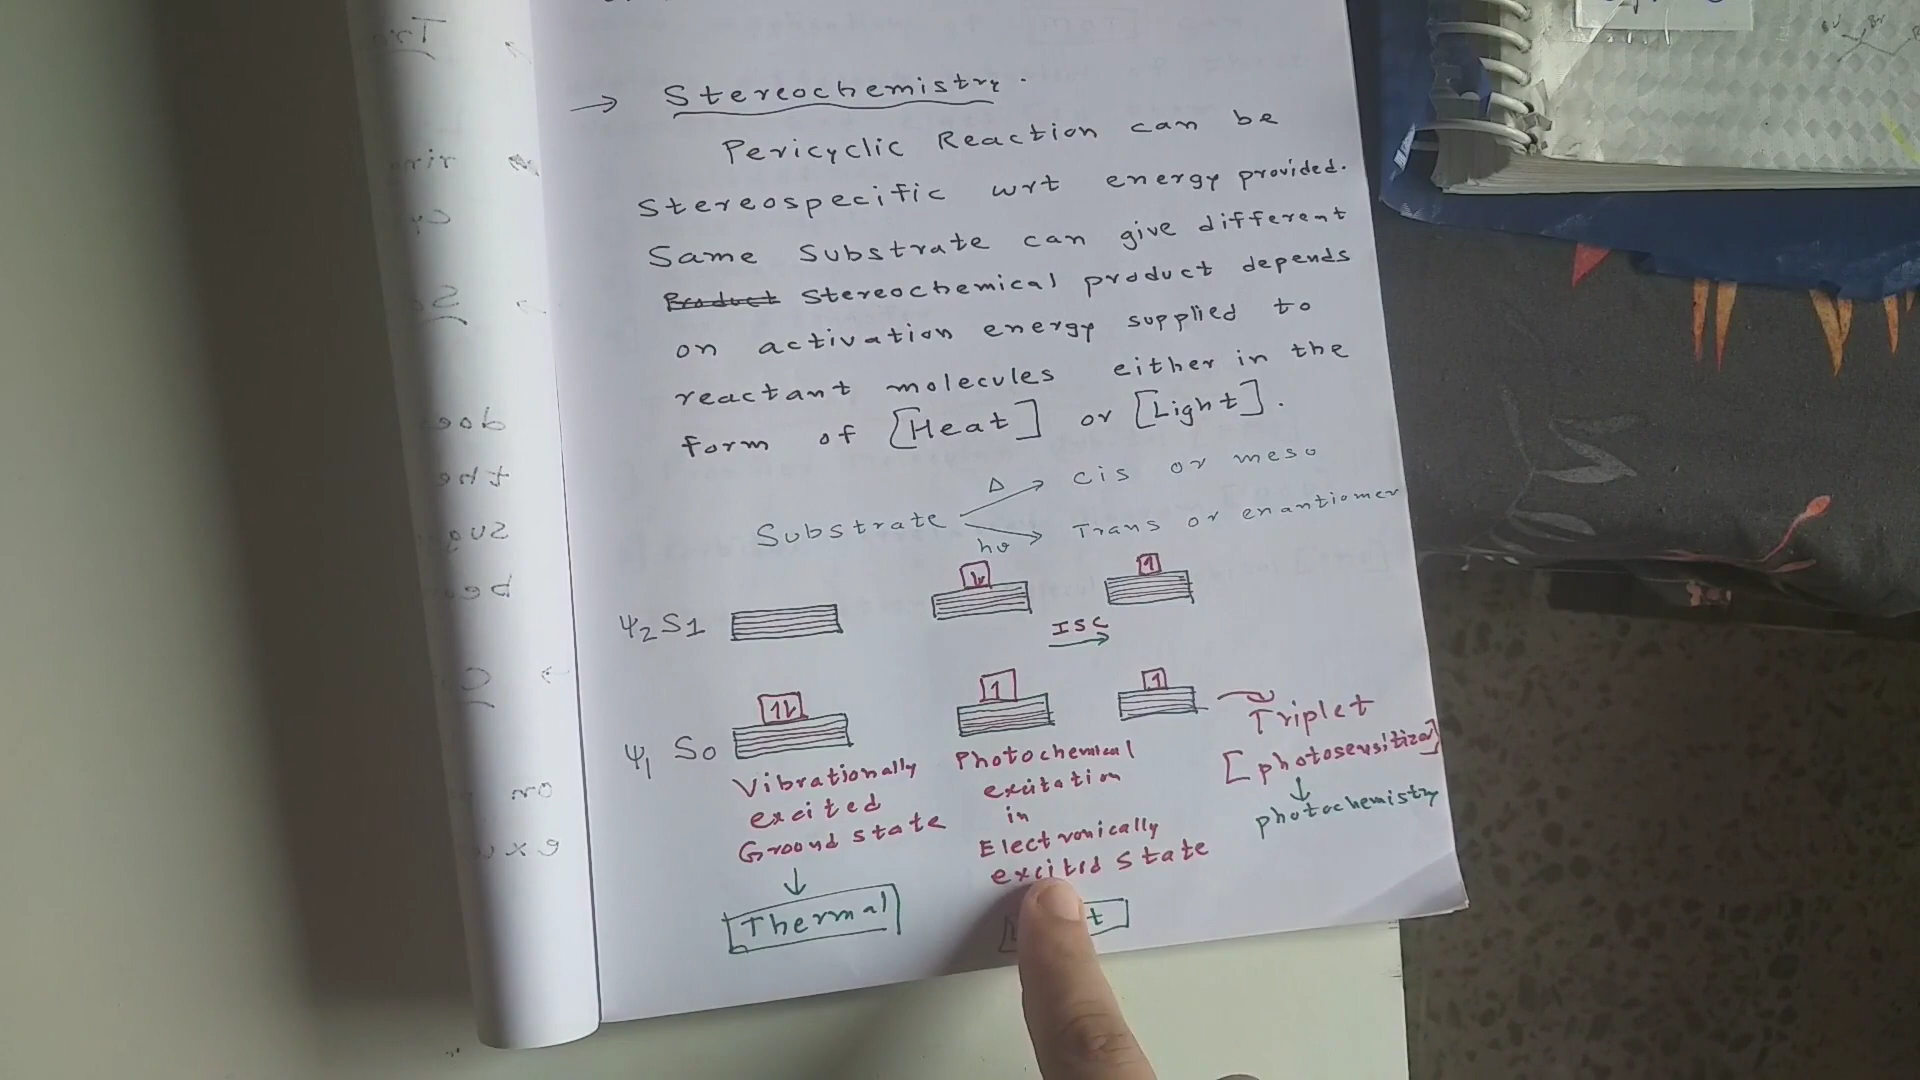 → Stereochemistry.
Pericyclic Reaction can be
Stereospecific wrt energy provided.
Same Substrate can give different
Product Stereochemical product depends
on activation energy supplied to
reactant molecules either in the
form of [Heat] or [Light].
Substrate Δ → cis or meso
hν → Trans or enantiomer
Ψ2 S1
ISC →
Ψ1 S0
Vibrationally
excited
Ground state
↓
Thermal
Photochemical
excitation
in
Electronically
excited state
t
Triplet
[photosensitizer]
↓
photochemistry